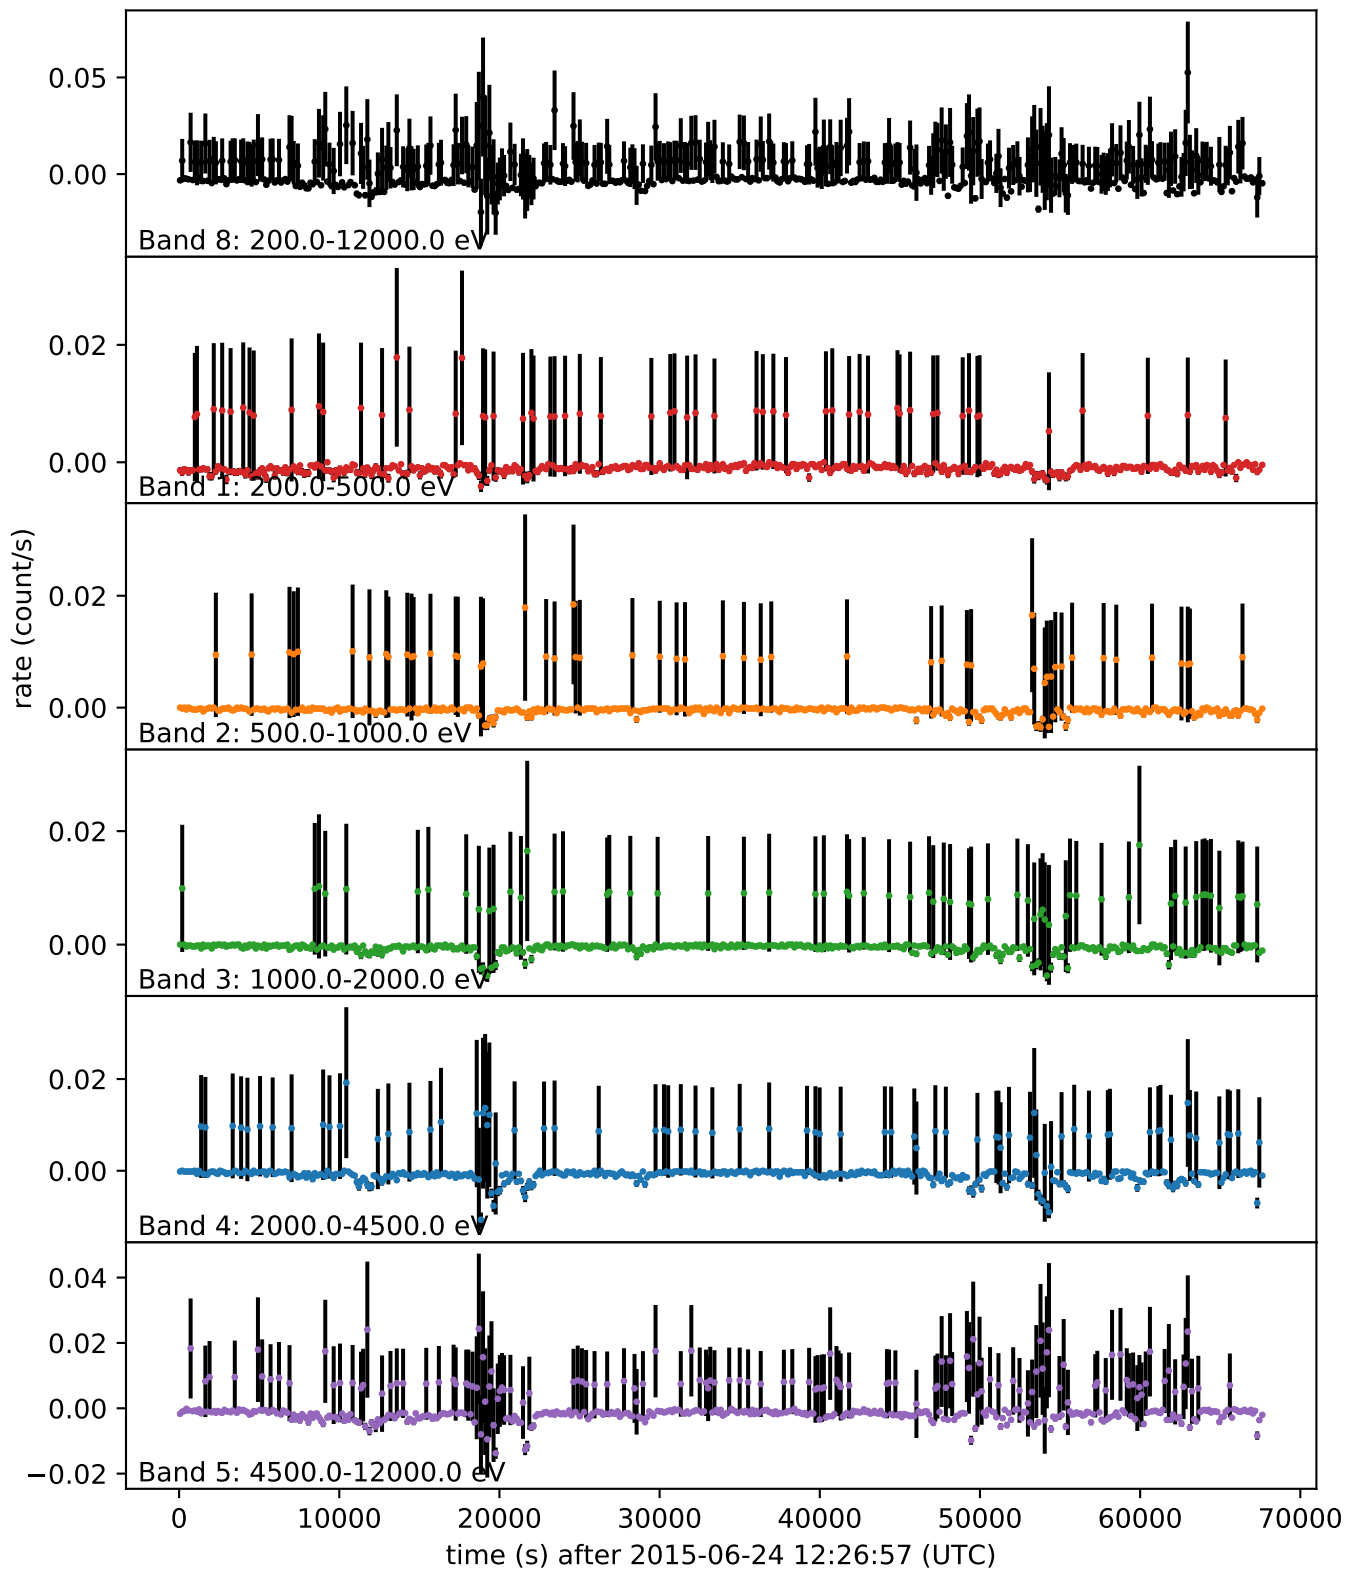 0.05
0.00
Band 8: 200.0-12000.0 eV
0.02
0.00
Band 1: 200.0-500.0 eV
rate (count/s)
0.02
0.00
Band 2: 500.0-1000.0 eV
0.02
0.00
Band 3: 1000.0-2000.0 eV
0.02
0.00
Band 4: 2000.0-4500.0 eV
0.04
0.02
0.00
−0.02
Band 5: 4500.0-12000.0 eV
0 10000 20000 30000 40000 50000 60000 70000
time (s) after 2015-06-24 12:26:57 (UTC)